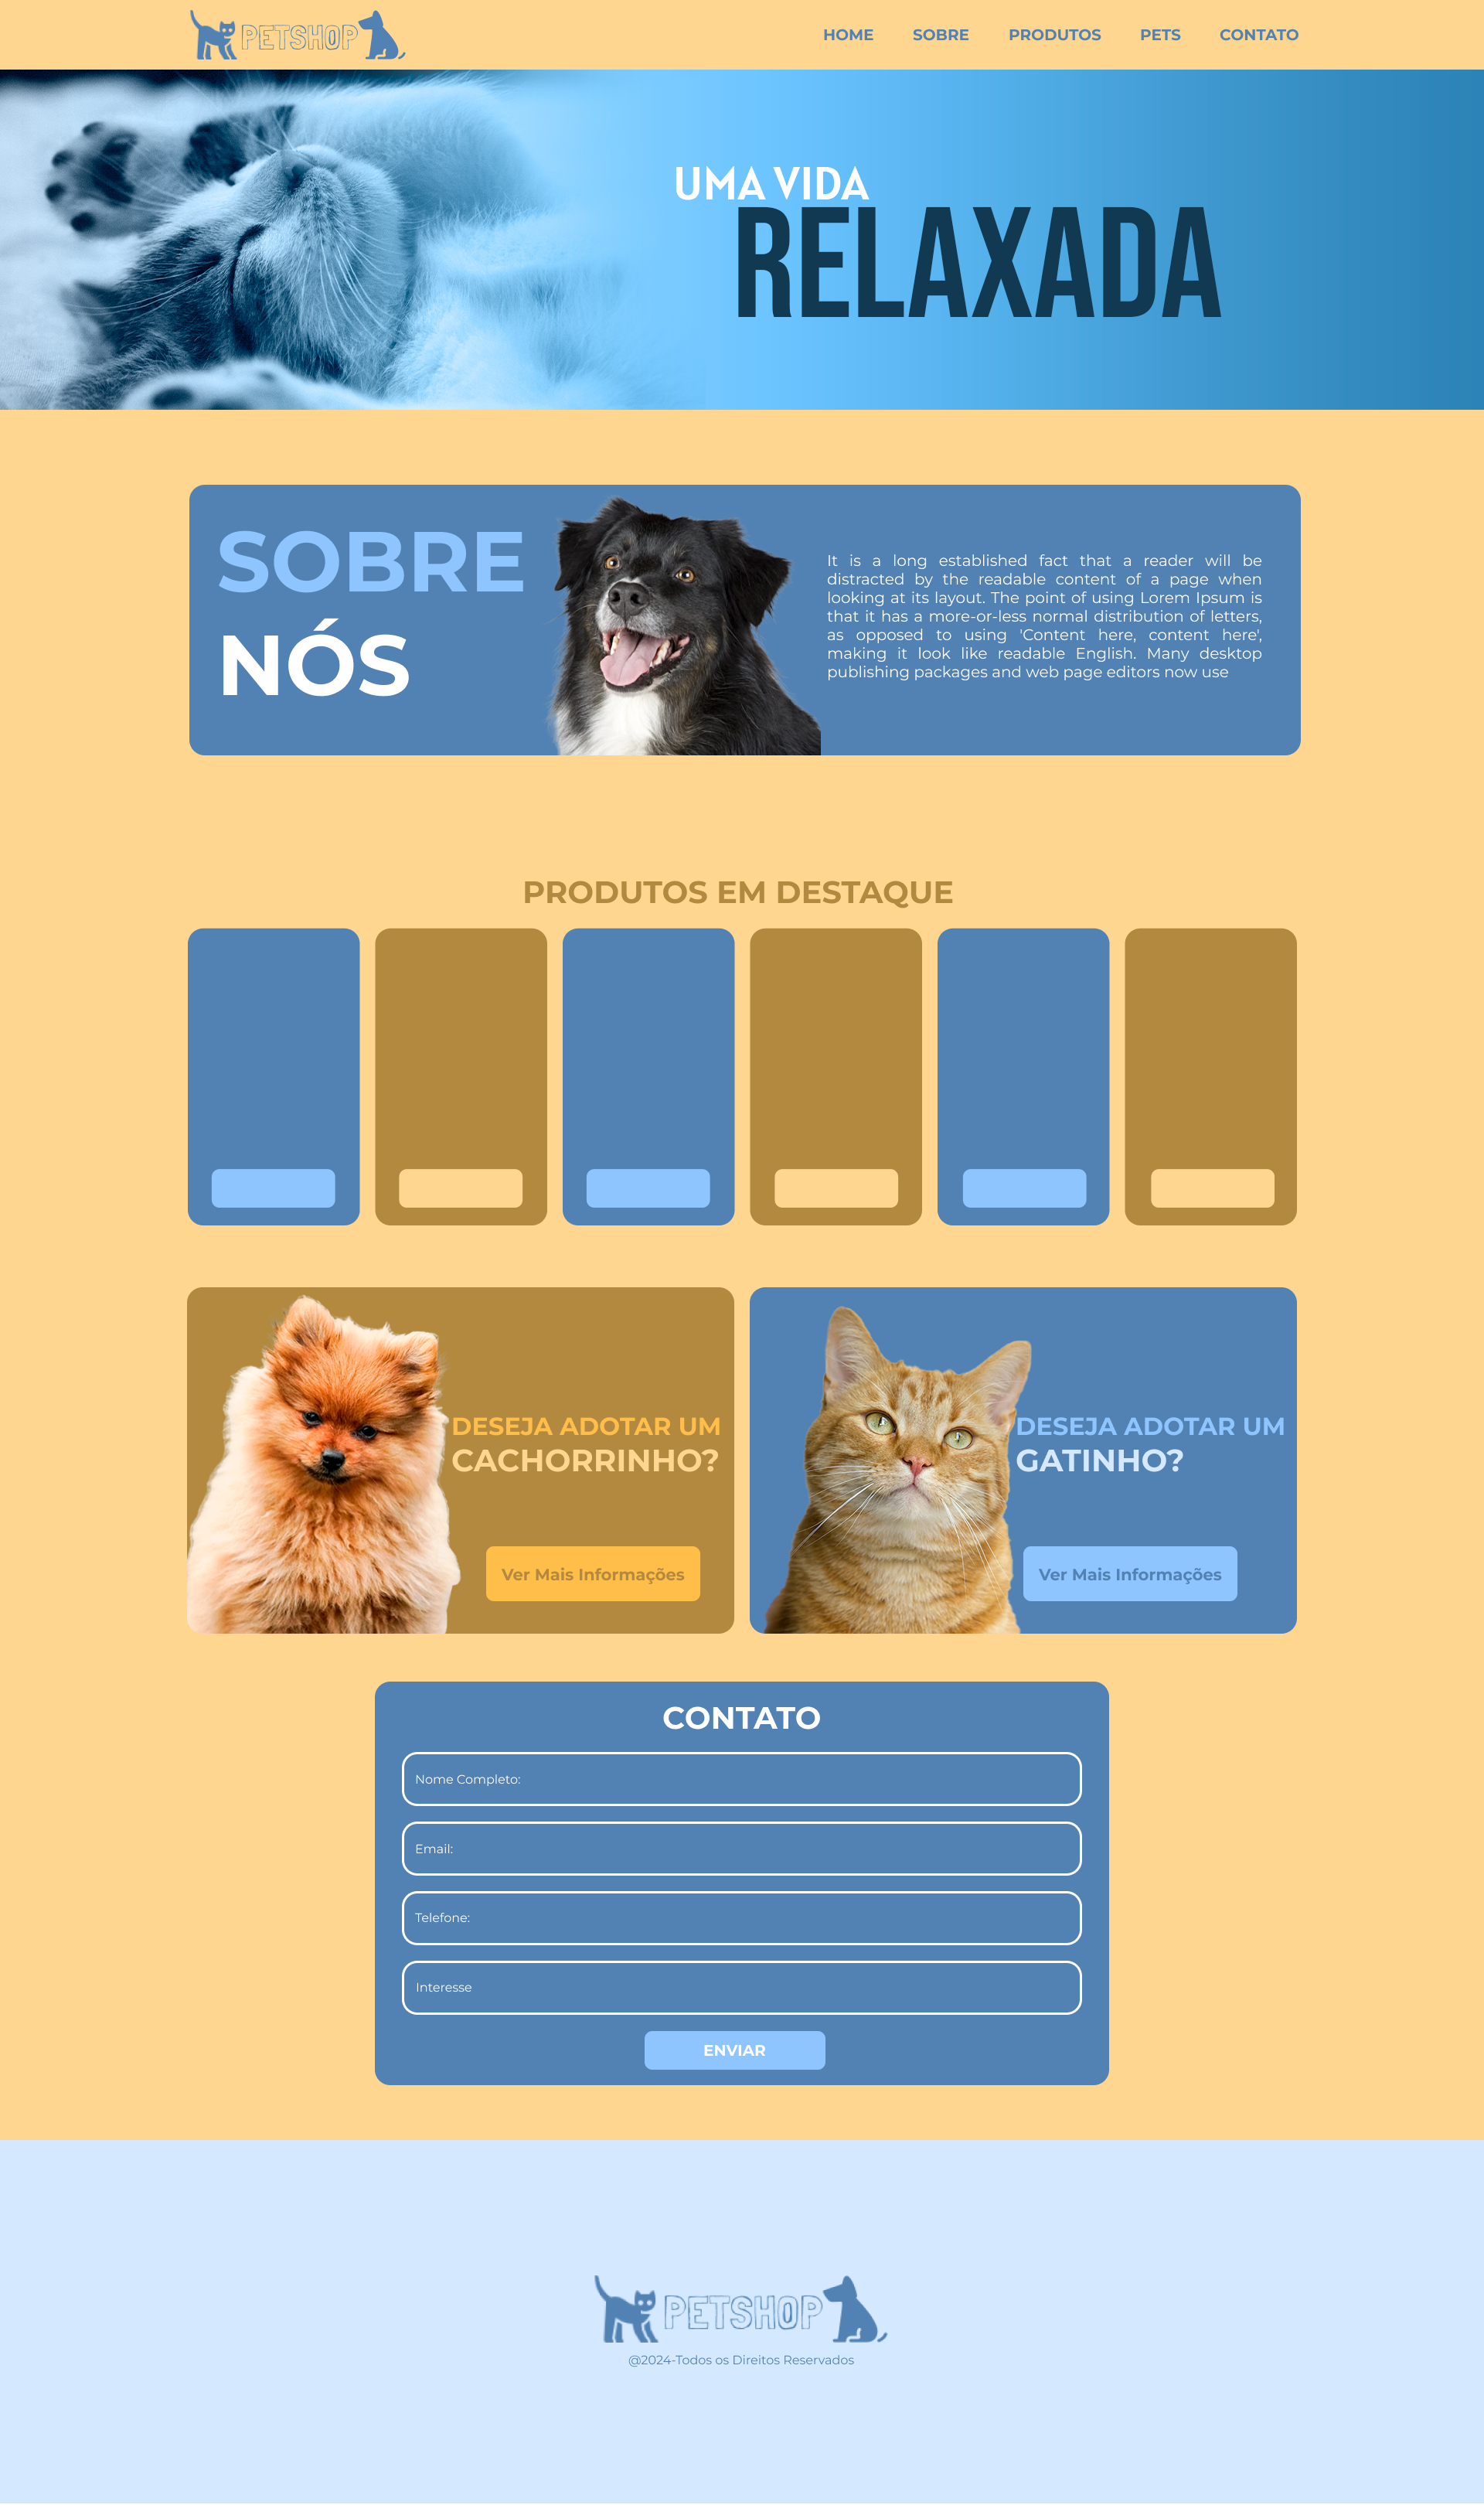 PETSHOP
HOME SOBRE PRODUTOS PETS CONTATO
UMA VIDA
RELAXADA
SOBRE
NÓS
It is a long established fact that a reader will be
distracted by the readable content of a page when
looking at its layout. The point of using Lorem Ipsum is
that it has a more-or-less normal distribution of letters,
as opposed to using 'Content here, content here',
making it look like readable English. Many desktop
publishing packages and web page editors now use
PRODUTOS EM DESTAQUE
DESEJA ADOTAR UM
CACHORRINHO?
Ver Mais Informações
DESEJA ADOTAR UM
GATINHO?
Ver Mais Informações
CONTATO
Nome Completo:
Email:
Telefone:
Interesse
ENVIAR
PETSHOP
@2024-Todos os Direitos Reservados